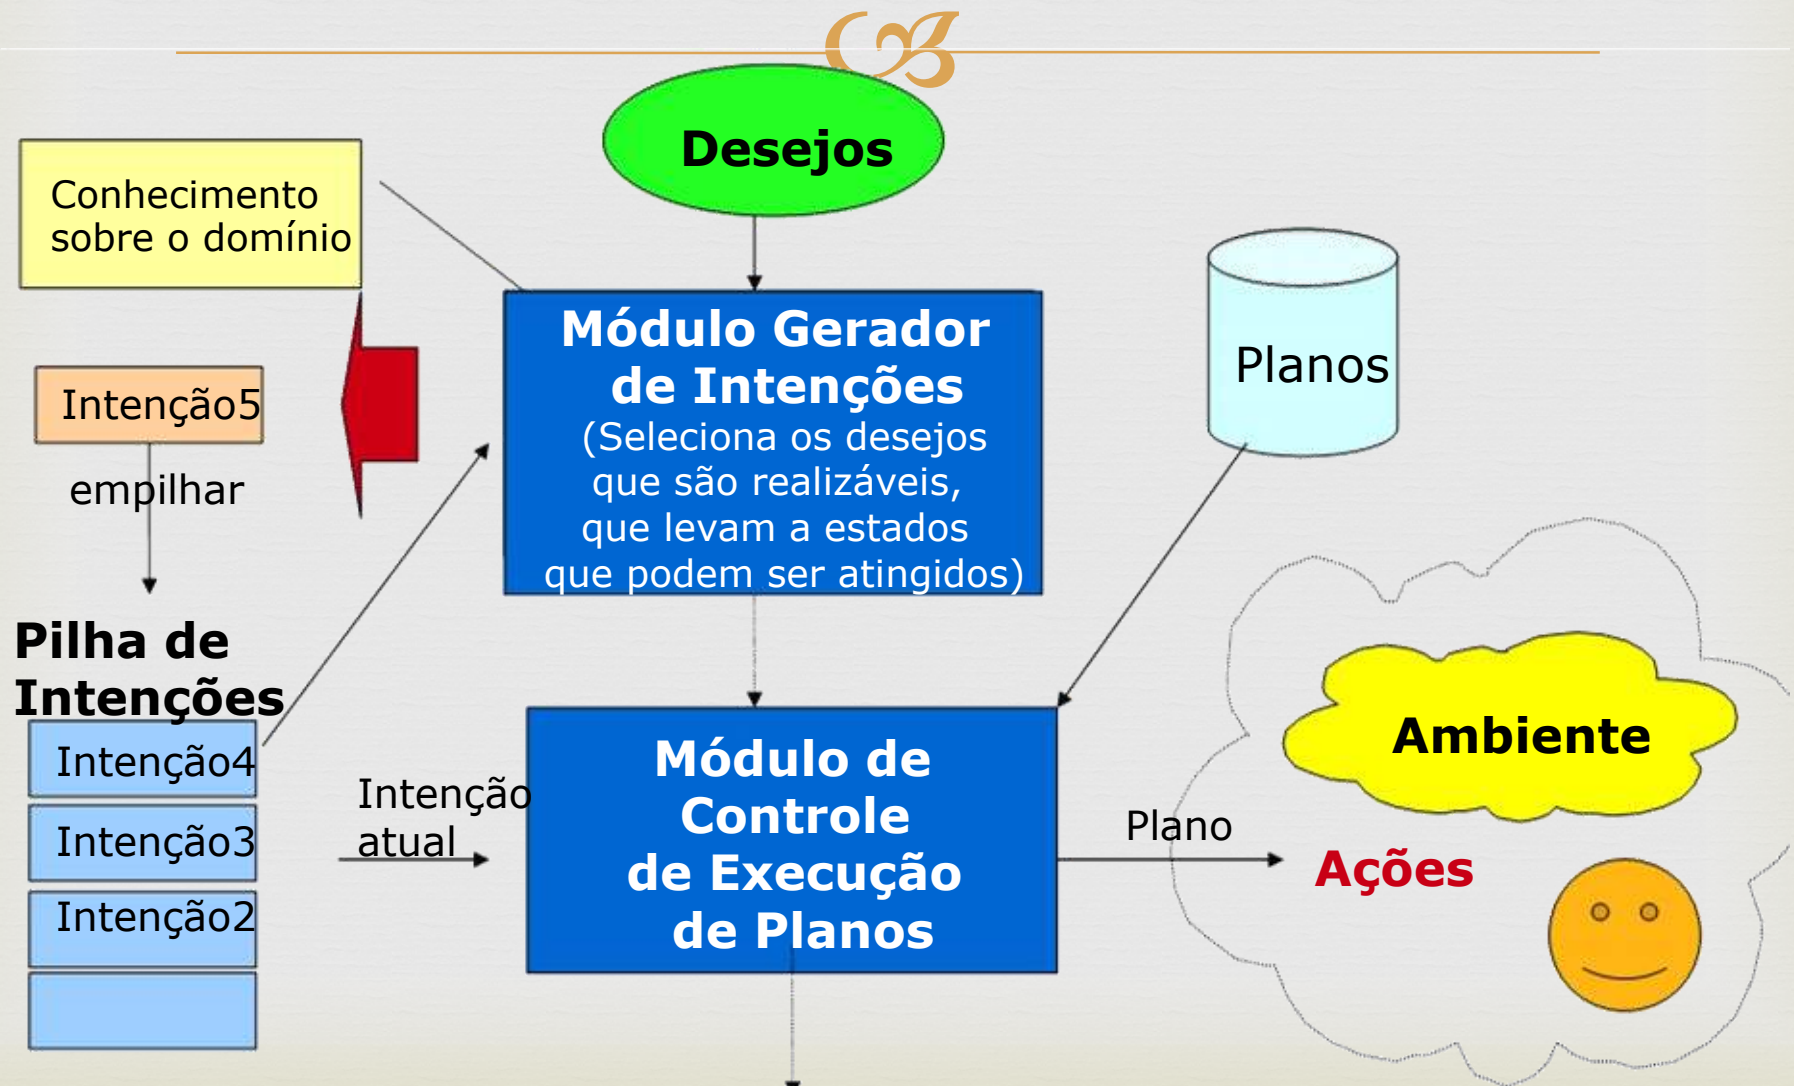 Desejos
Conhecimento
sobre o domínio
Módulo Gerador
de Intenções
(Seleciona os desejos
que são realizáveis,
que levam a estados
que podem ser atingidos)
Planos
Intenção5
empilhar
Pilha de
Intenções
Intenção4
Intenção3
Intenção2
Intenção
atual
Módulo de
Controle
de Execução
de Planos
Plano
Ambiente
Ações